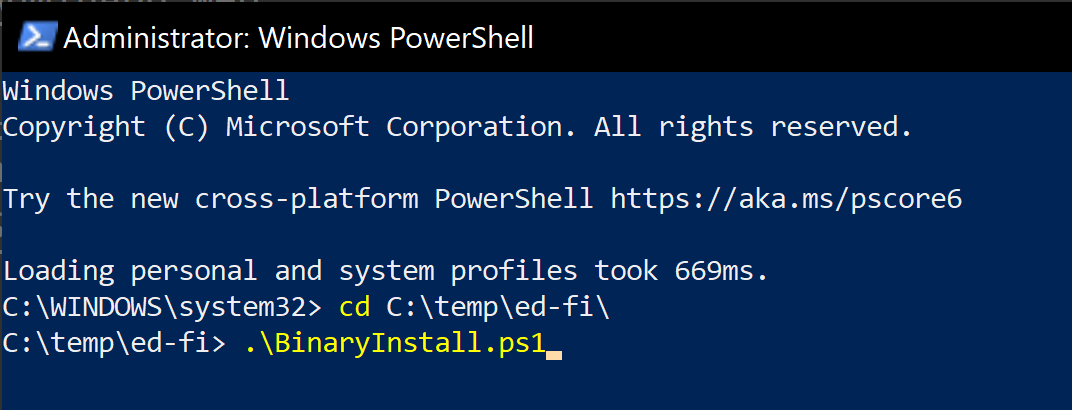 Administrator: Windows PowerShell
Windows PowerShell
Copyright (C) Microsoft Corporation. All rights reserved.
Try the new cross-platform PowerShell https://aka.ms/pscore6
Loading personal and system profiles took 669ms.
C:\WINDOWS\system32> cd C:\temp\ed-fi\
C:\temp\ed-fi> .\BinaryInstall.ps1